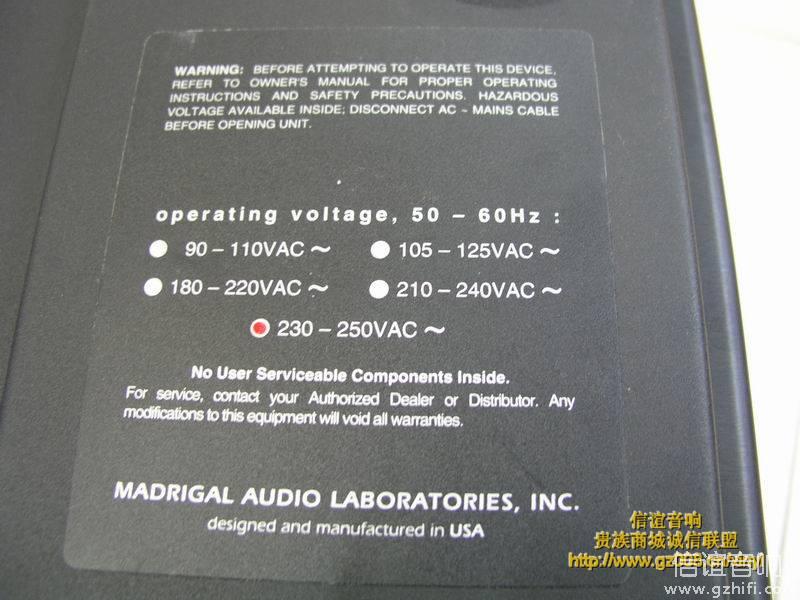 WARNING: BEFORE ATTEMPTING TO OPERATE THIS DEVICE,
REFER TO OWNER'S MANUAL FOR PROPER OPERATING
INSTRUCTIONS AND SAFETY PRECAUTIONS. HAZARDOUS
VOLTAGE AVAILABLE INSIDE; DISCONNECT AC ~ MAINS CABLE
BEFORE OPENING UNIT.
operating voltage, 50 – 60Hz :
90 – 110VAC ~ 105 – 125VAC ~
180 – 220VAC ~ 210 – 240VAC ~
230 – 250VAC ~
No User Serviceable Components Inside.
For service, contact your Authorized Dealer or Distributor. Any
modifications to this equipment will void all warranties.
MADRIGAL AUDIO LABORATORIES, INC.
designed and manufactured in USA
信谊音响
贵族商城诚信联盟
信谊音响
www.gzhifi.com